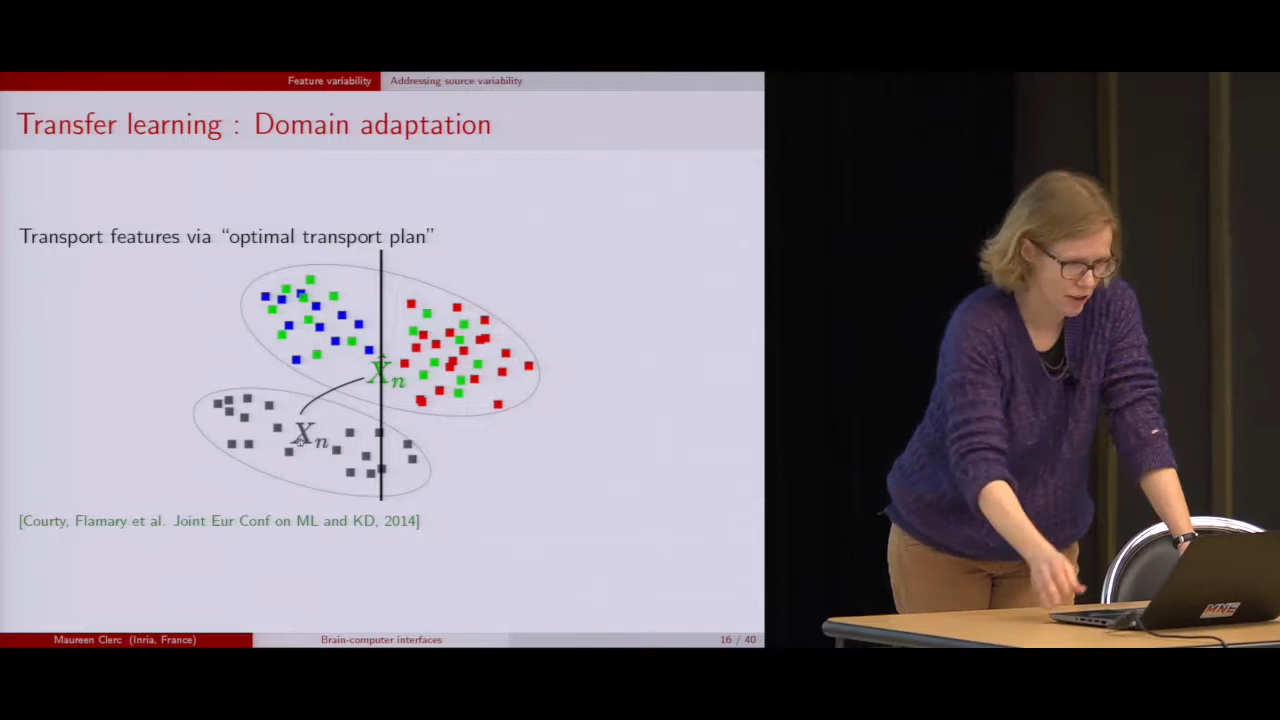 Feature variability
Addressing source variability
Transfer learning : Domain adaptation
Transport features via “optimal transport plan”
X̂n
Xn
[Courty, Flamary et al. Joint Eur Conf on ML and KD, 2014]
Maureen Clerc (Inria, France)
Brain-computer interfaces
16 / 40
MNE